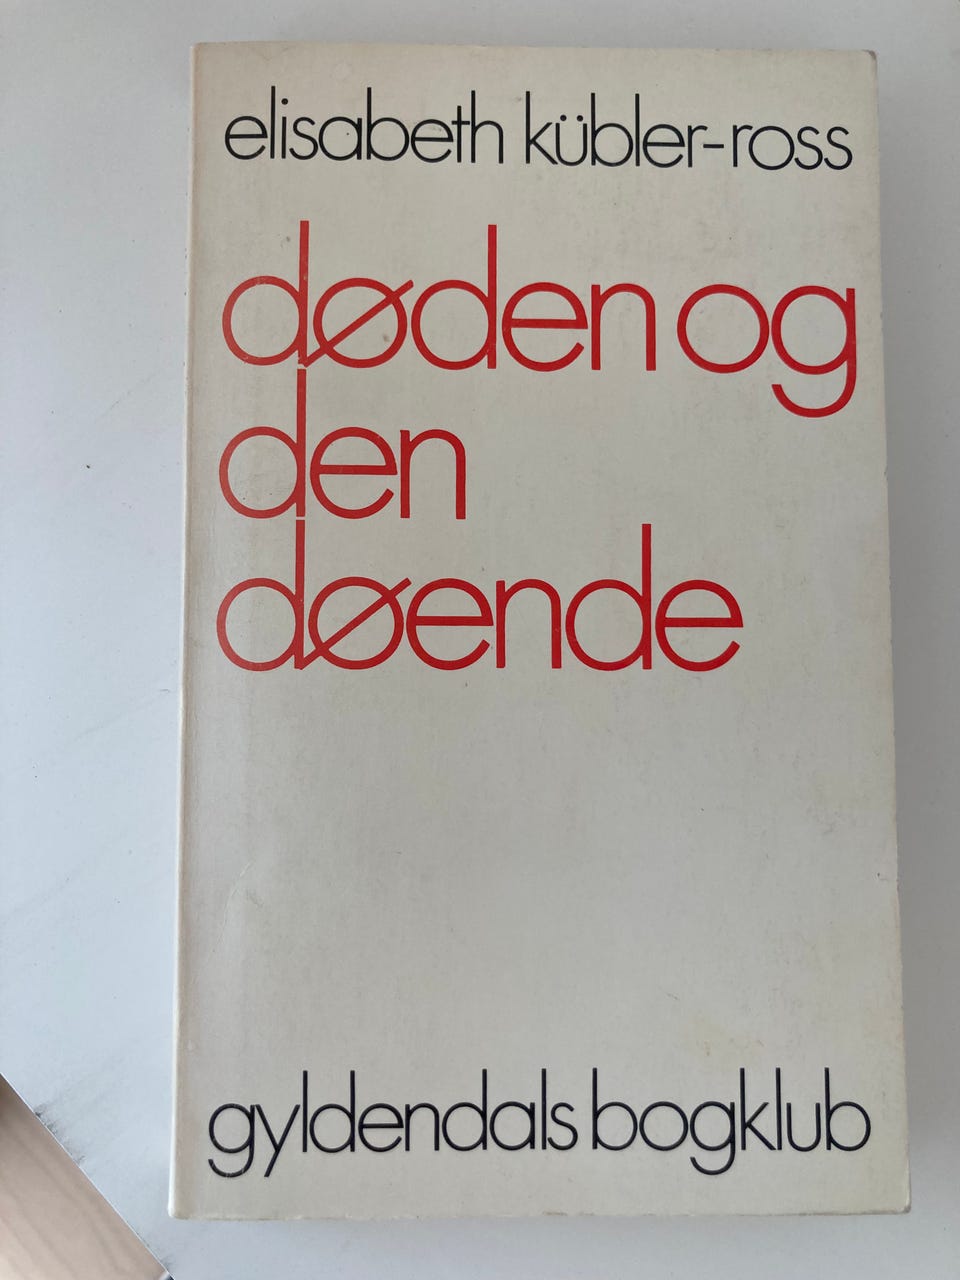 elisabeth kübler-ross
døden og
den
døende
gyldendals bogklub